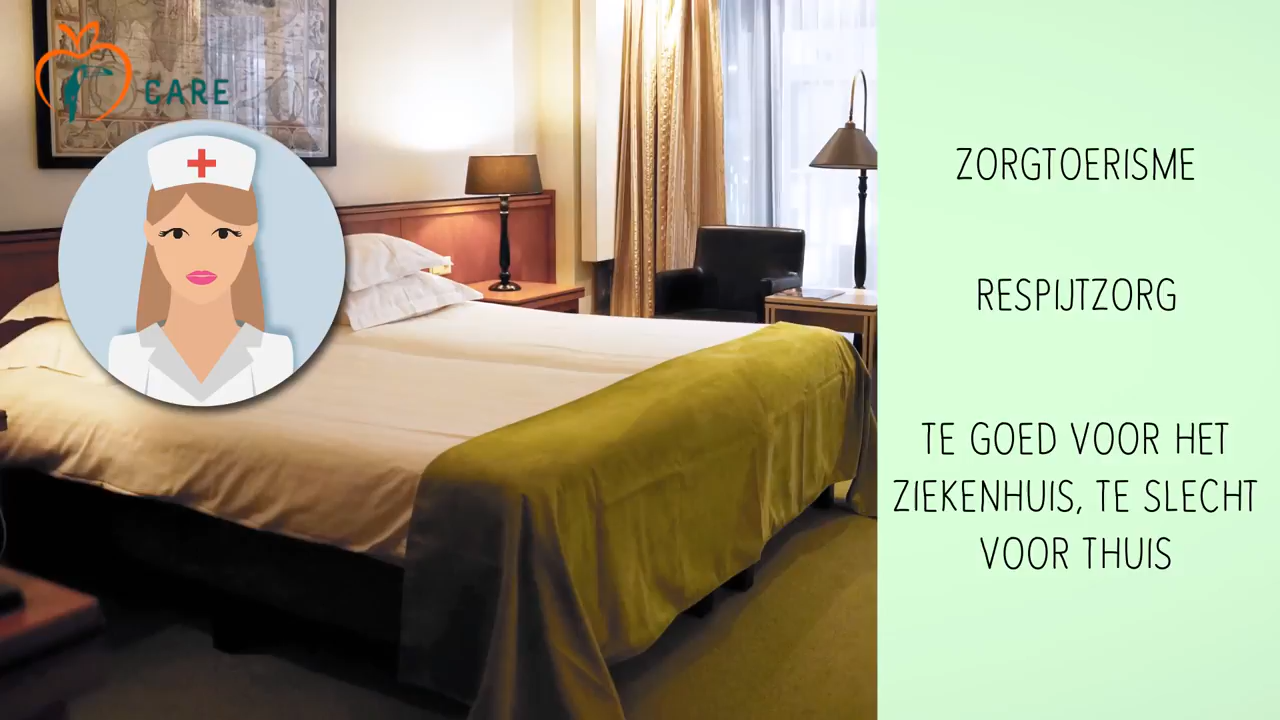 CARE
ZORGTOERISME
RESPIJTZORG
TE GOED VOOR HET
ZIEKENHUIS, TE SLECHT
VOOR THUIS